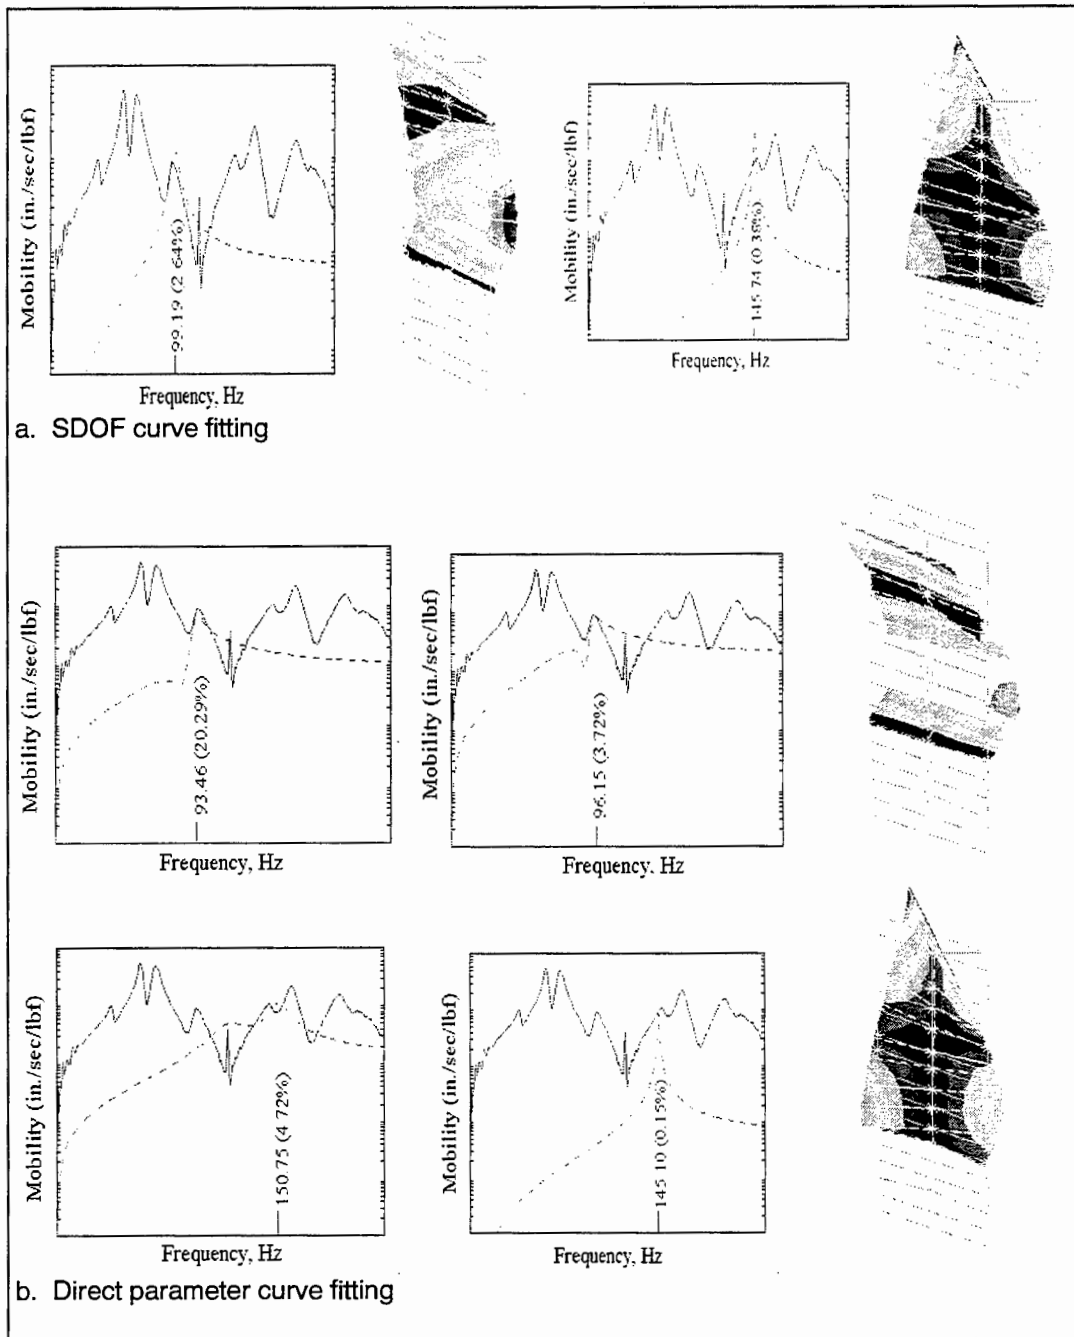 Mobility (in./sec/lbf)
99.19 (2 64%)
Frequency, Hz
Mobility (in./sec/lbf)
145 74 (0.38%)
Frequency, Hz
a. SDOF curve fitting
Mobility (in./sec/lbf)
93.46 (20.29%)
Frequency, Hz
Mobility (in./sec/lbf)
96.15 (3.72%)
Frequency. Hz
Mobility (in./sec/lbf)
150.75 (4 72%)
Frequency, Hz
Mobility (in./sec/lbf)
145 10 (0.15%)
Frequency, Hz
b. Direct parameter curve fitting